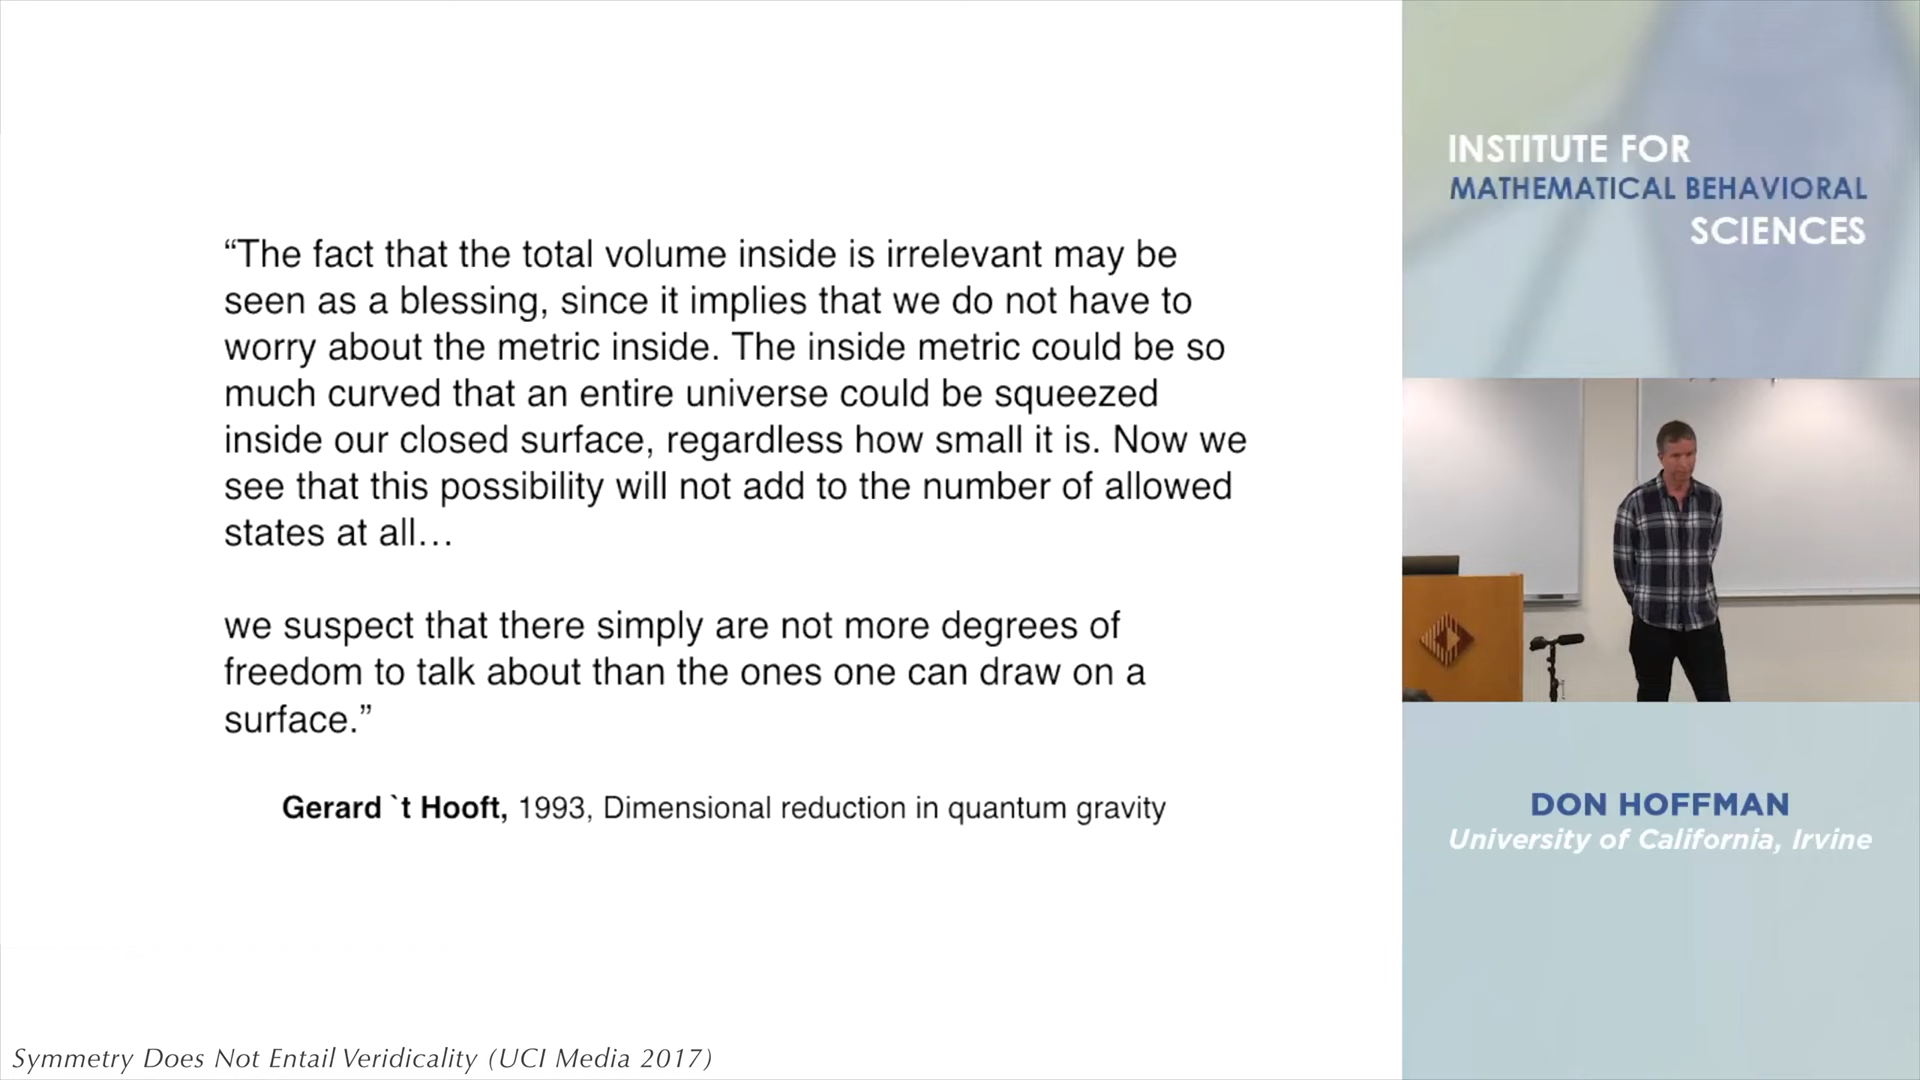 “The fact that the total volume inside is irrelevant may be
seen as a blessing, since it implies that we do not have to
worry about the metric inside. The inside metric could be so
much curved that an entire universe could be squeezed
inside our closed surface, regardless how small it is. Now we
see that this possibility will not add to the number of allowed
states at all…
we suspect that there simply are not more degrees of
freedom to talk about than the ones one can draw on a
surface.”
Gerard `t Hooft, 1993, Dimensional reduction in quantum gravity
Symmetry Does Not Entail Veridicality (UCI Media 2017)
INSTITUTE FOR
MATHEMATICAL BEHAVIORAL
SCIENCES
DON HOFFMAN
University of California, Irvine